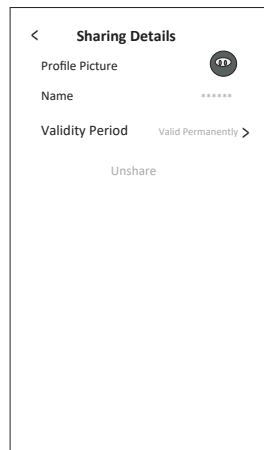 < Sharing Details
Profile Picture
Name ******
Validity Period Valid Permanently >
Unshare